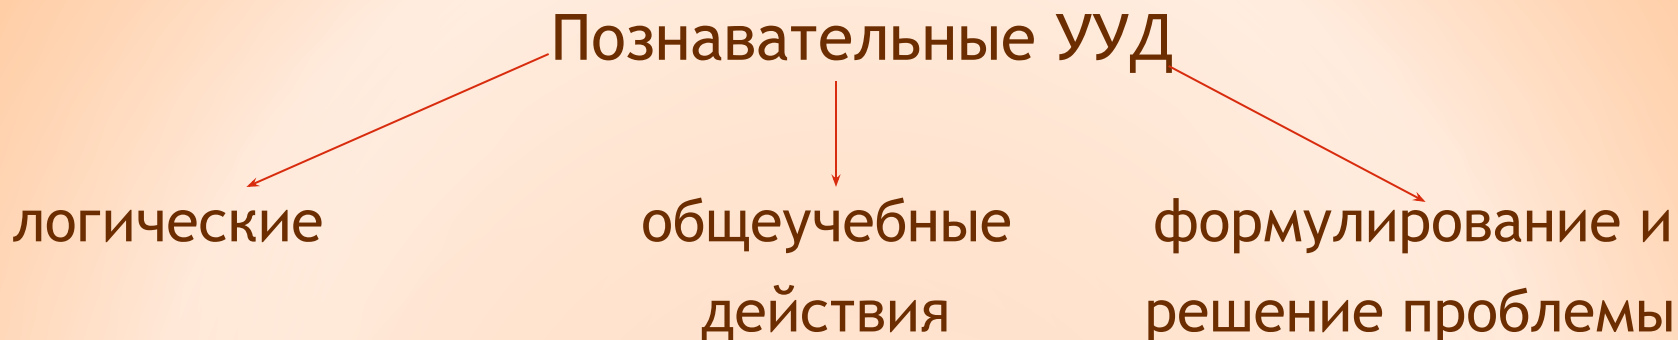 Познавательные УУД
логические общеучебные формулирование и
действия решение проблемы